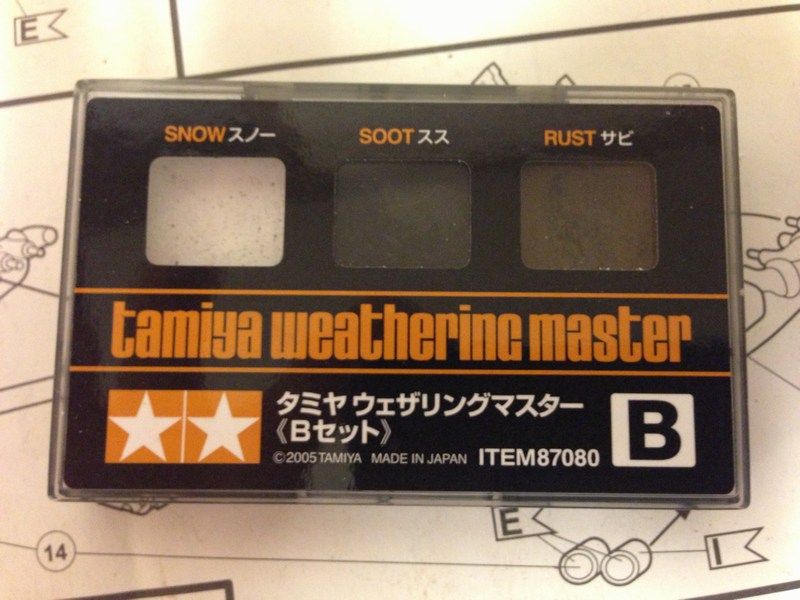 E
SNOW スノー
SOOT スス
RUST サビ
tamiya weathering master
タミヤ ウェザリングマスター
《Bセット》
©2005 TAMIYA MADE IN JAPAN ITEM87080
B
E
14
I